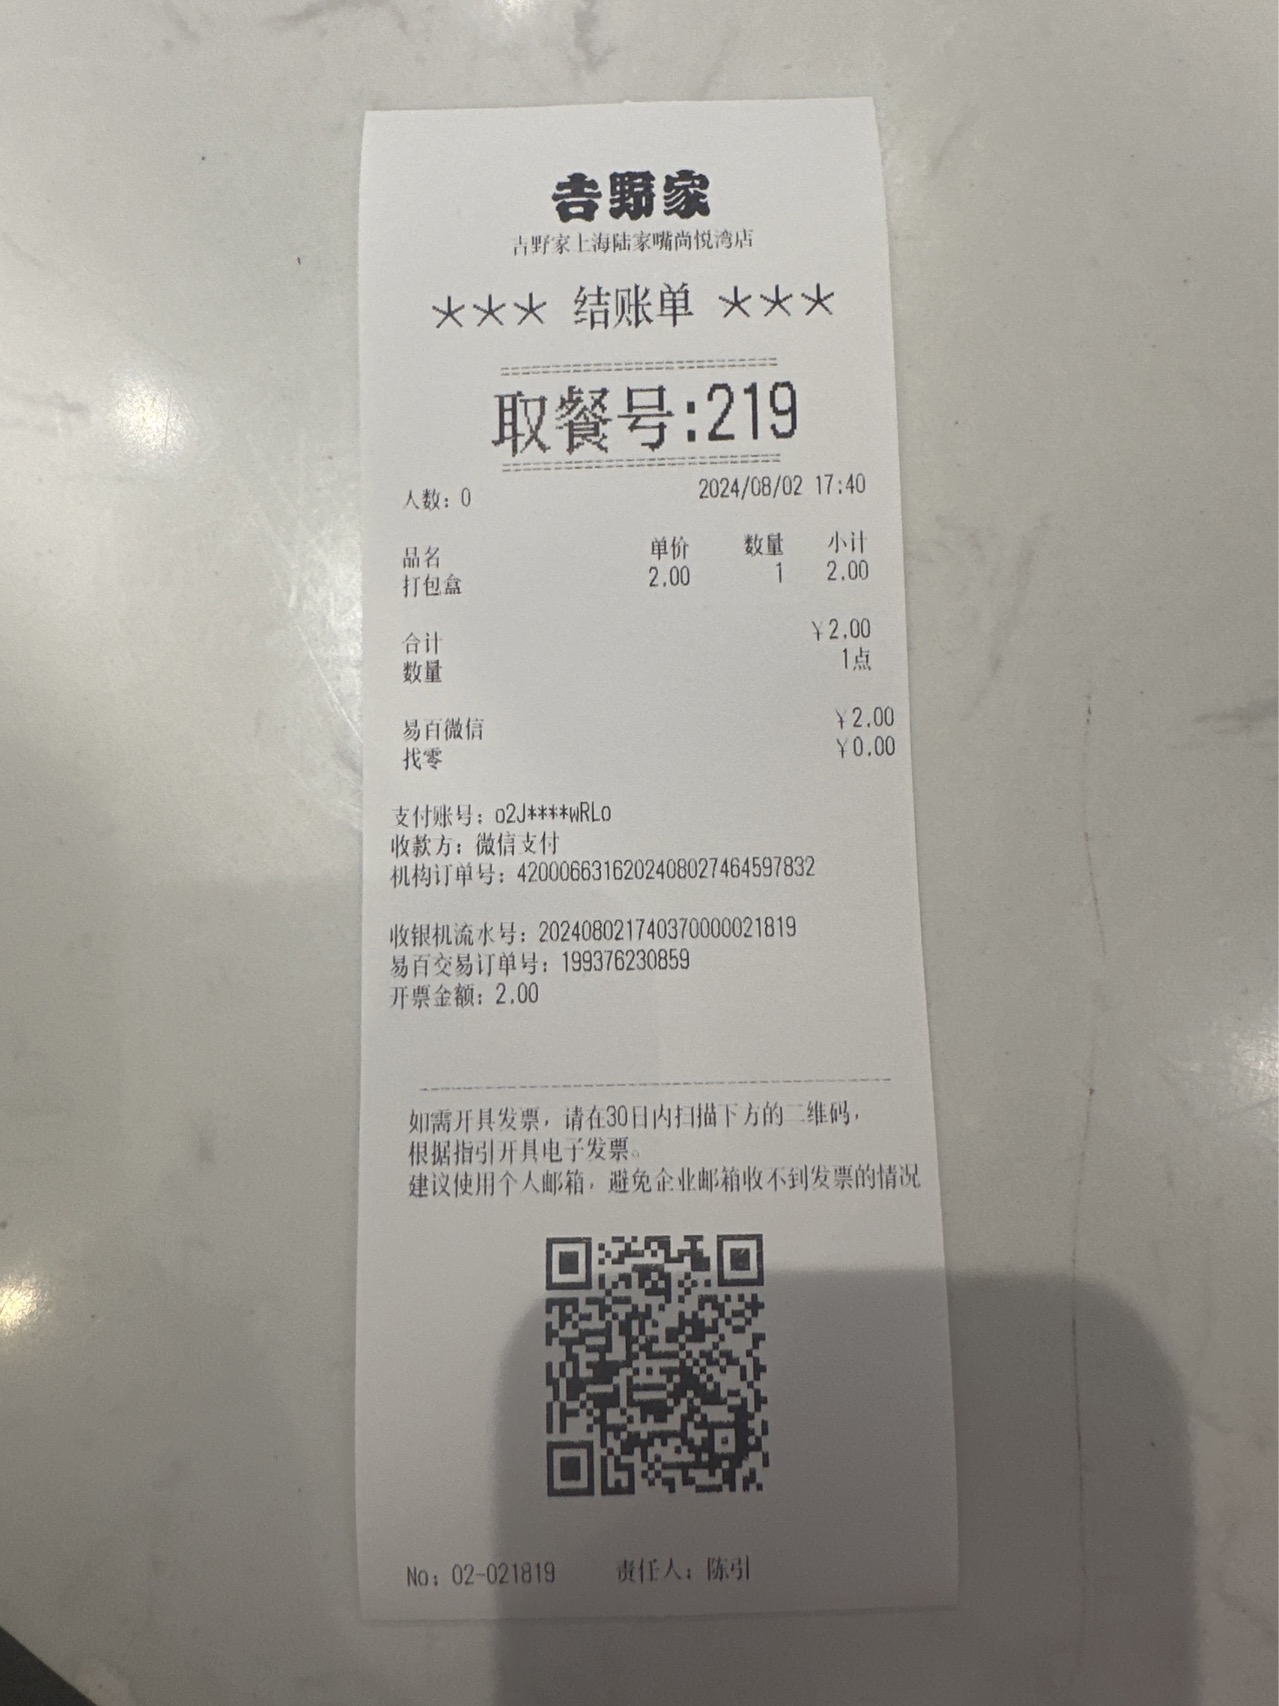 吉野家
吉野家上海陆家嘴尚悦湾店
*** 结账单 ***
取餐号:219
人数: 0 2024/08/02 17:40
品名 单价 数量 小计
打包盒 2.00 1 2.00
合计 ¥2.00
数量 1点
易百微信 ¥2.00
找零 ¥0.00
支付账号: o2J****wRLo
收款方: 微信支付
机构订单号: 4200066316202408027464597832
收银机流水号: 202408021740370000021819
易百交易订单号: 199376230859
开票金额: 2.00
如需开具发票，请在30日内扫描下方的二维码，
根据指引开具电子发票。
建议使用个人邮箱，避免企业邮箱收不到发票的情况
No: 02-021819 责任人: 陈引